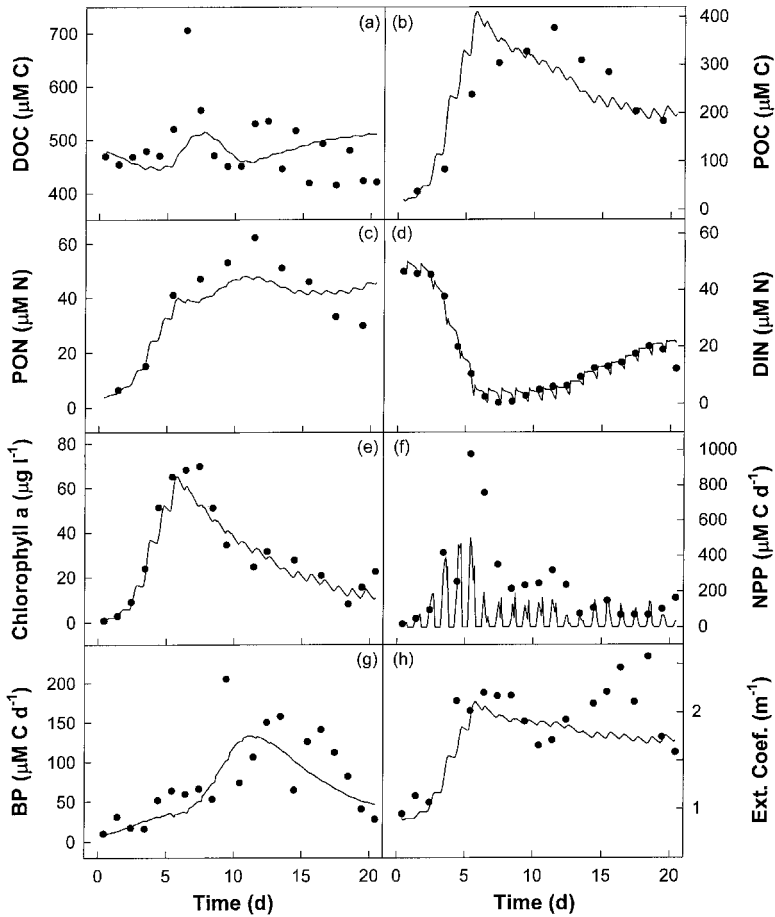 (a)
700
600
500
400
DOC (µM C)
(b)
400
300
200
100
0
POC (µM C)
(c)
60
40
20
0
PON (µM N)
(d)
60
40
20
0
DIN (µM N)
(e)
80
60
40
20
0
Chlorophyll a (µg l⁻¹)
(f)
1000
800
600
400
200
0
NPP (µM C d⁻¹)
(g)
200
150
100
50
0
BP (µM C d⁻¹)
(h)
2
1
Ext. Coef. (m⁻¹)
0 5 10 15 20
0 5 10 15 20
Time (d)
Time (d)